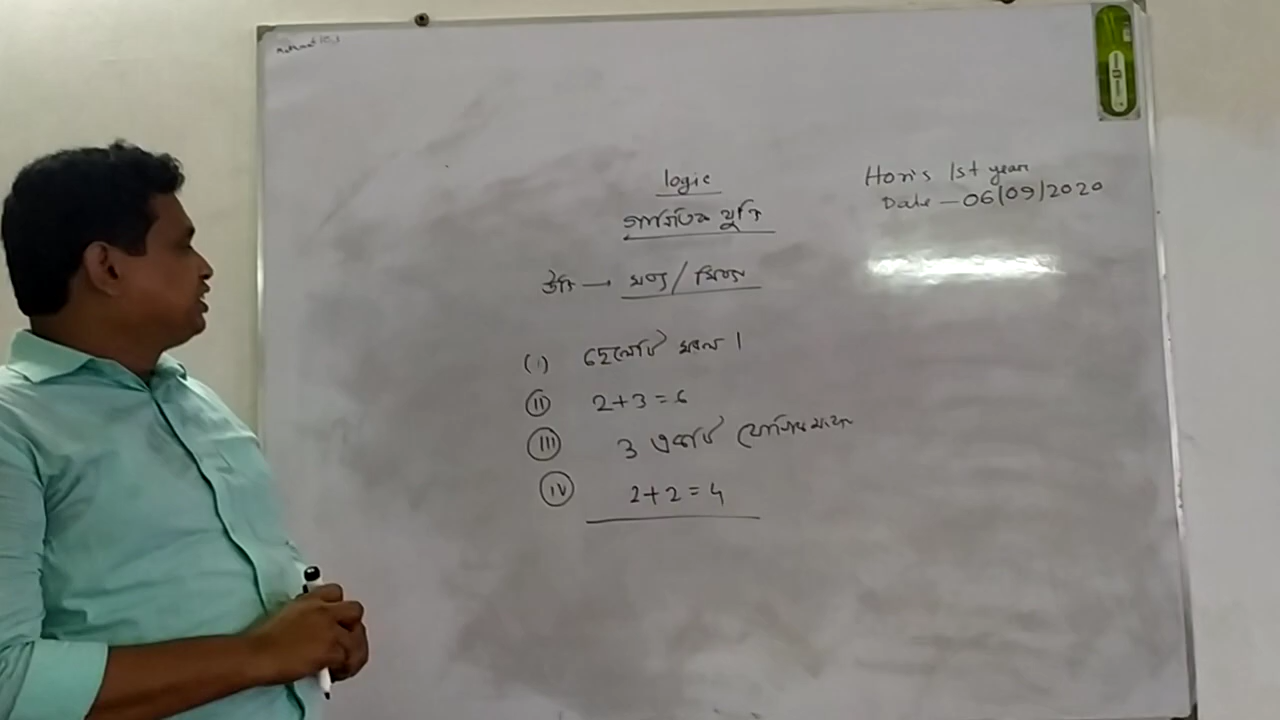 logic
গাণিতিক যুক্তি
Hon's 1st year
Date - 06/09/2020
উক্তি → সত্য / মিথ্যা
(i) ছেলেটি সবল।
(ii) 2+3=6
(iii) 3 একটি মৌলিক সংখ্যা
(iv) 2+2=4